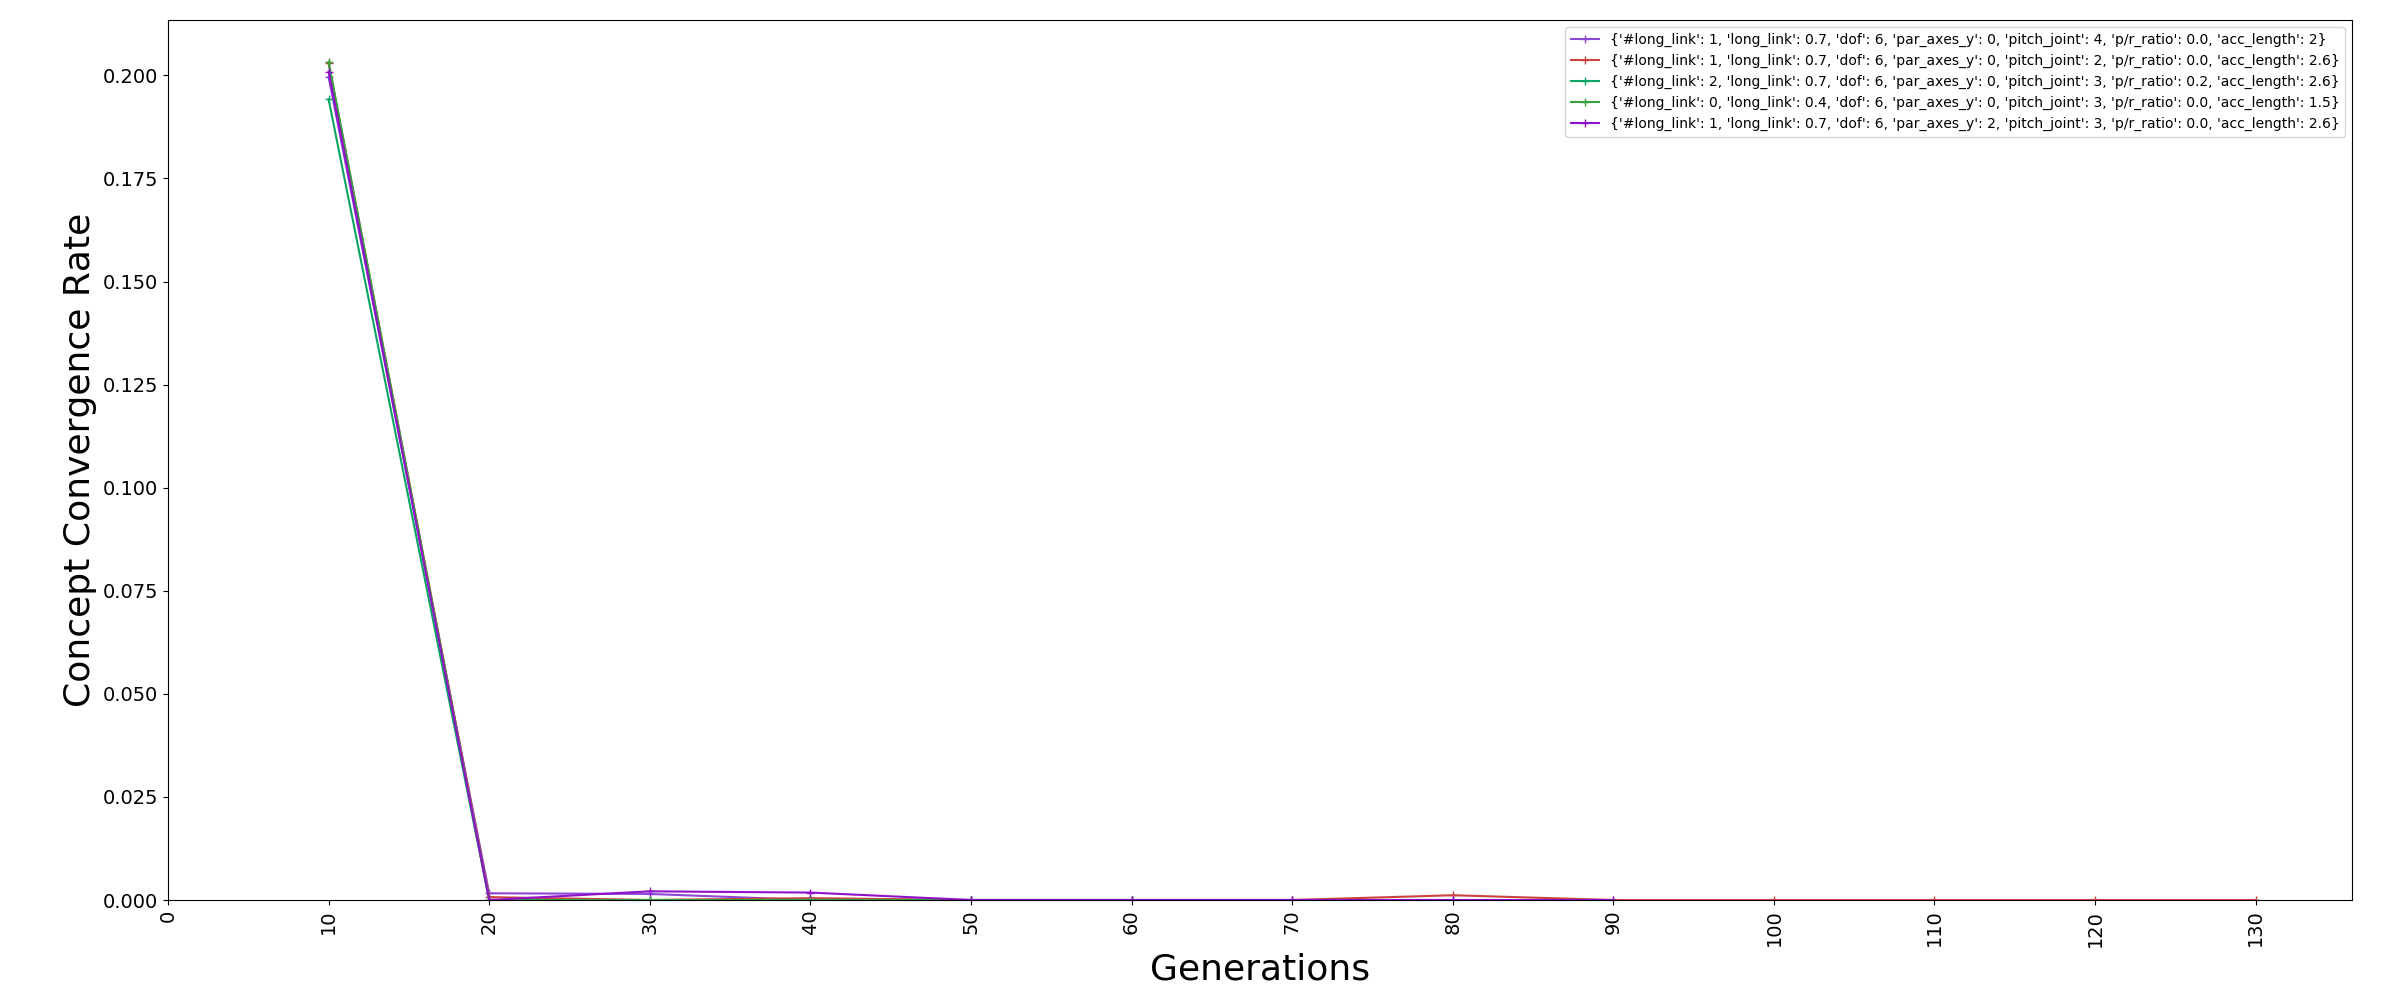 {'#long_link': 1, 'long_link': 0.7, 'dof': 6, 'par_axes_y': 0, 'pitch_joint': 4, 'p/r_ratio': 0.0, 'acc_length': 2}
{'#long_link': 1, 'long_link': 0.7, 'dof': 6, 'par_axes_y': 0, 'pitch_joint': 2, 'p/r_ratio': 0.0, 'acc_length': 2.6}
{'#long_link': 2, 'long_link': 0.7, 'dof': 6, 'par_axes_y': 0, 'pitch_joint': 3, 'p/r_ratio': 0.2, 'acc_length': 2.6}
{'#long_link': 0, 'long_link': 0.4, 'dof': 6, 'par_axes_y': 0, 'pitch_joint': 3, 'p/r_ratio': 0.0, 'acc_length': 1.5}
{'#long_link': 1, 'long_link': 0.7, 'dof': 6, 'par_axes_y': 2, 'pitch_joint': 3, 'p/r_ratio': 0.0, 'acc_length': 2.6}
Concept Convergence Rate
0.200
0.175
0.150
0.125
0.100
0.075
0.050
0.025
0.000
0 10 20 30 40 50 60 70 80 90 100 110 120 130
Generations